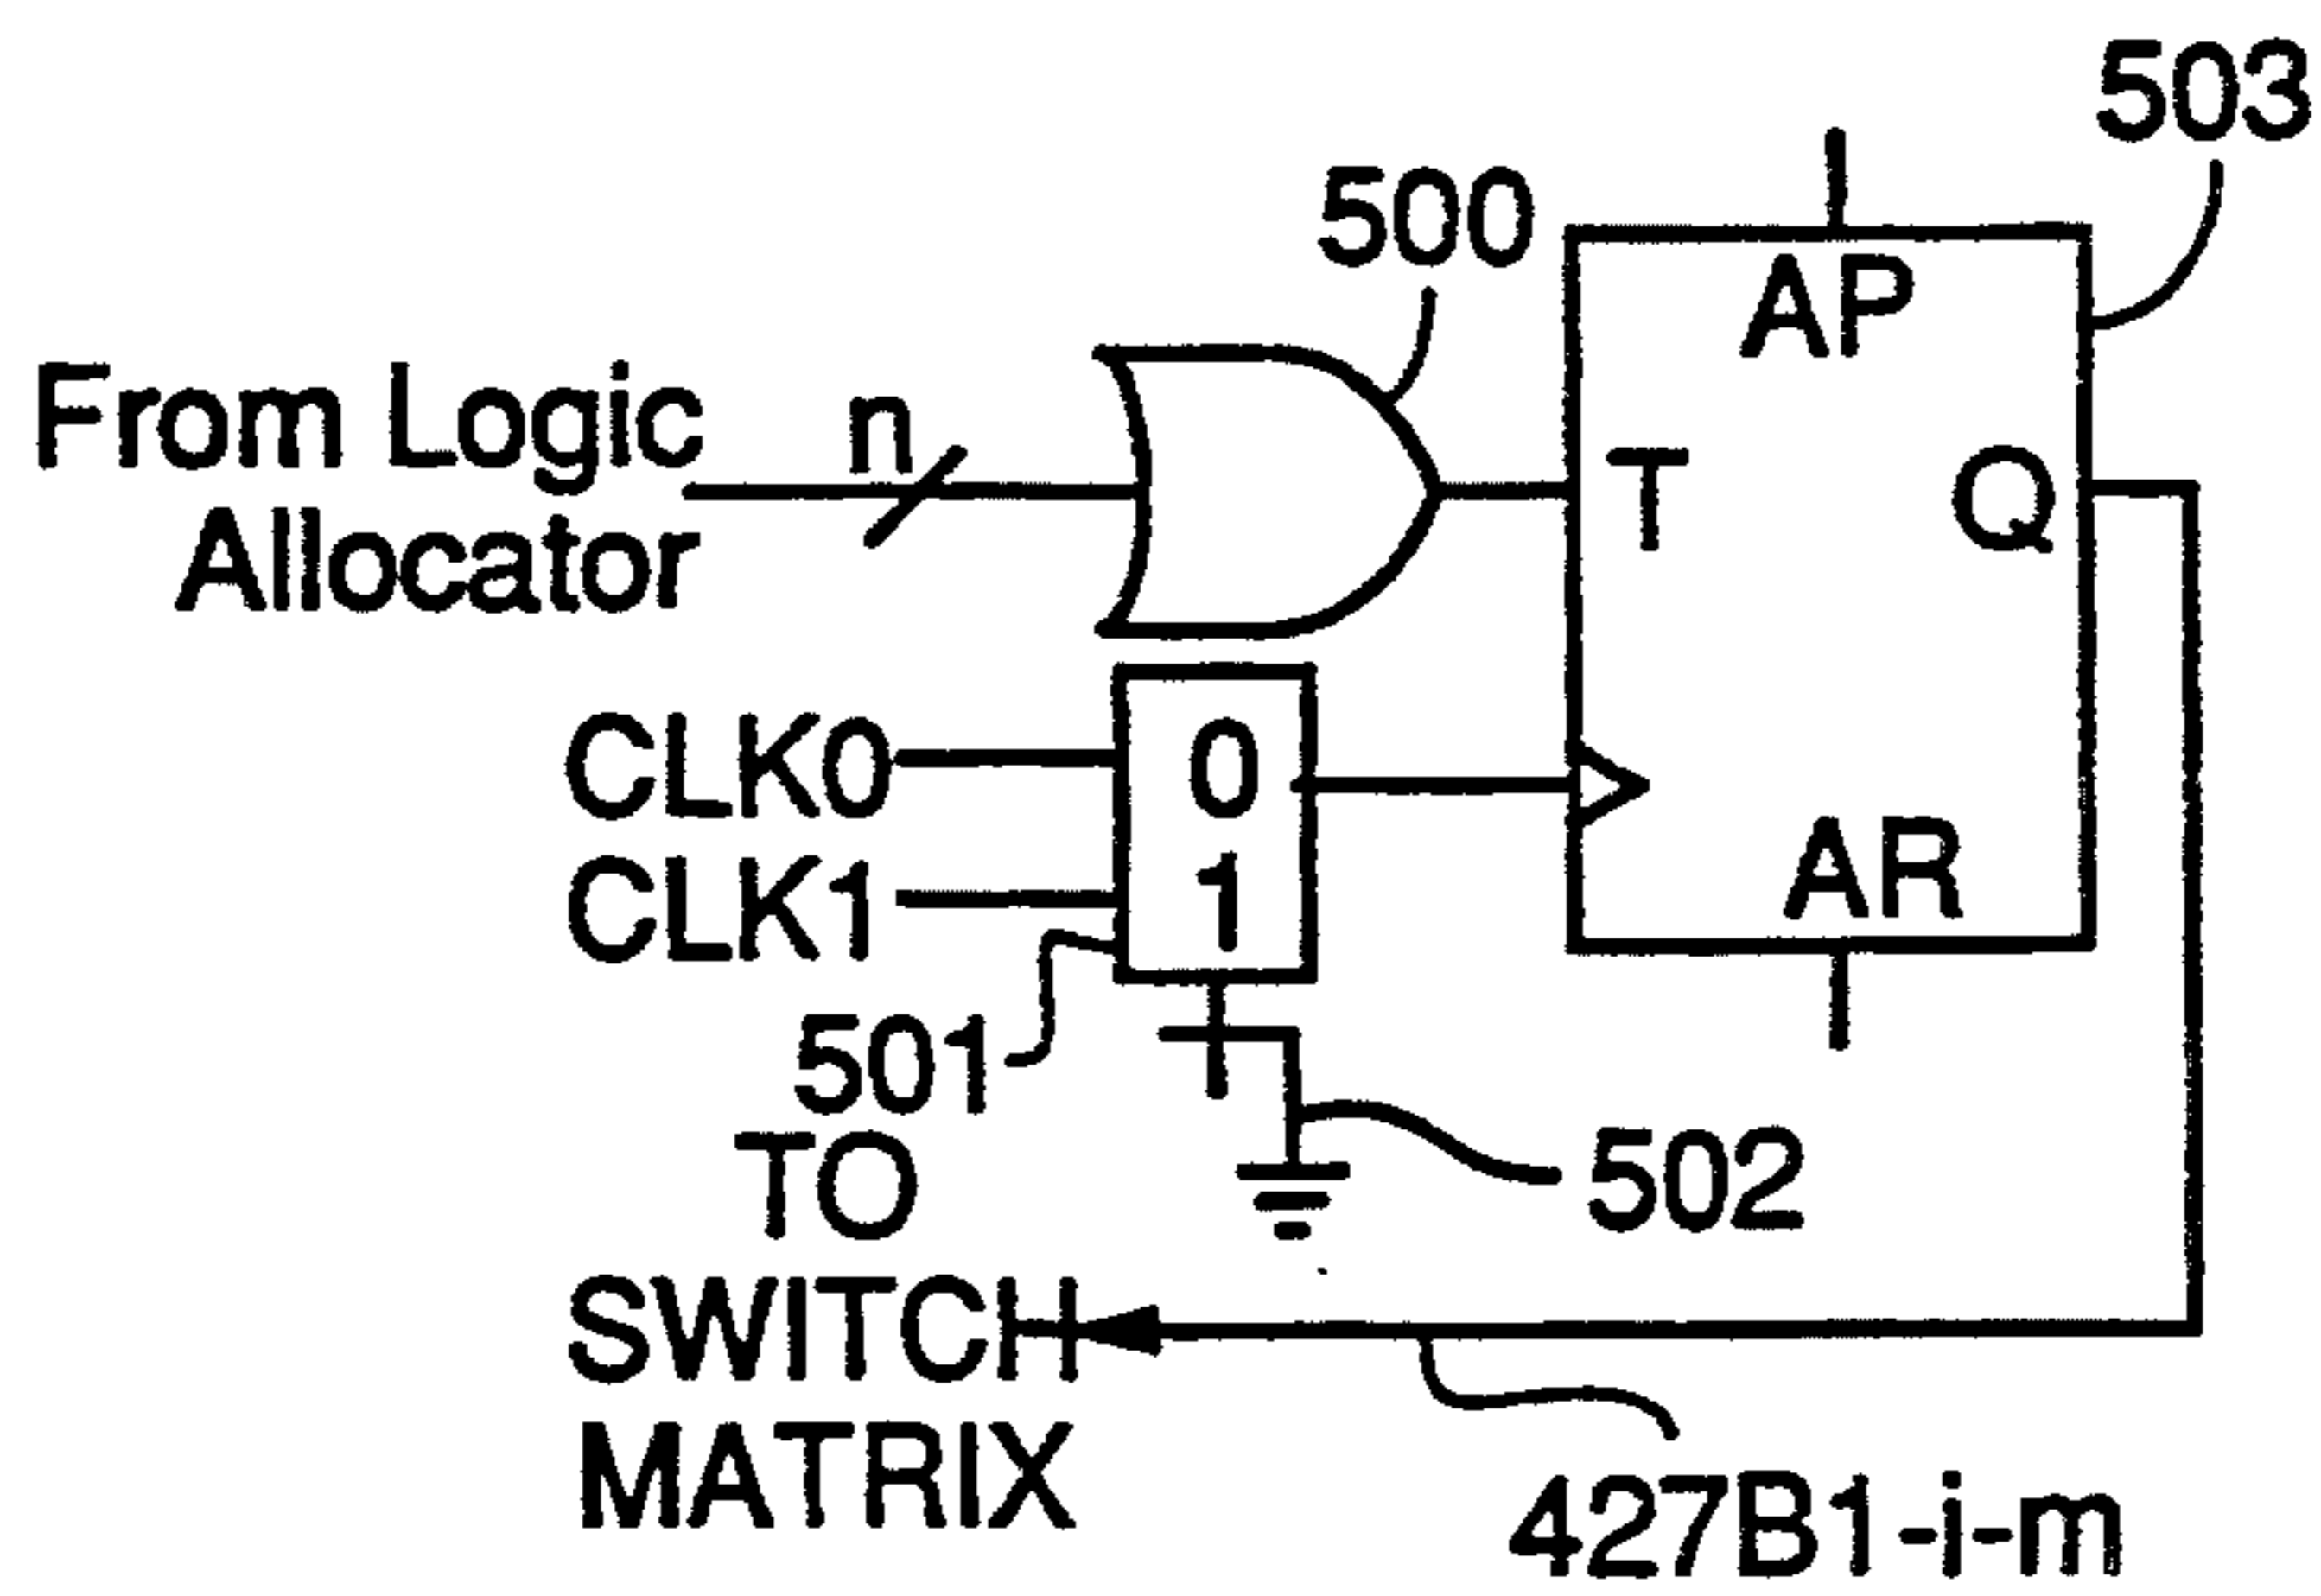 503
500
AP
From Logic
Allocator
n
T
Q
CLK0
CLK1
0
1
AR
501
502
TO
SWITCH
MATRIX
427B1-i-m